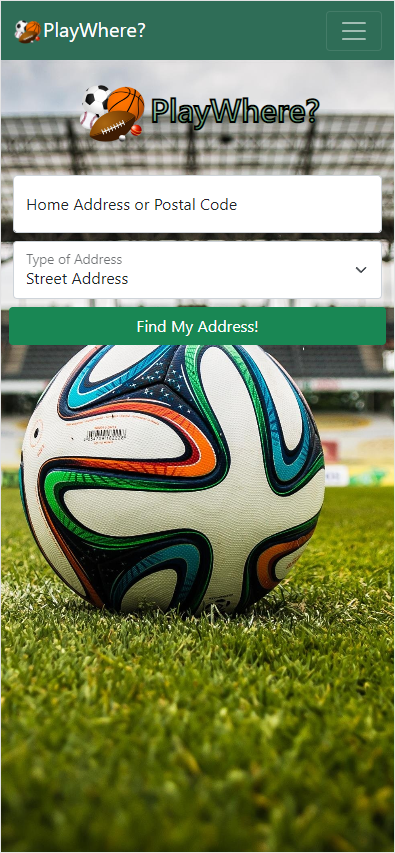 PlayWhere?
PlayWhere?
Home Address or Postal Code
Type of Address
Street Address
Find My Address!